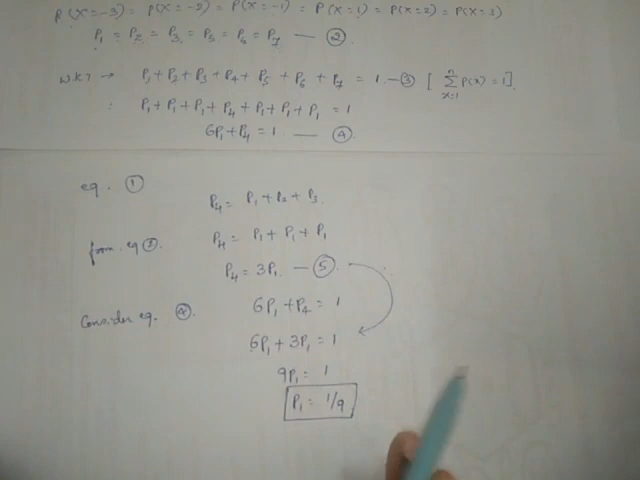 P(X=-3) = P(X=-2) = P(X=-1) = P(X=1) = P(X=2) = P(X=3)
P₁ = P₂ = P₃ = P₅ = P₆ = P₇ — ②
WKT → P₁+P₂+P₃+P₄+P₅+P₆+P₇ = 1 — ③ [ⁿ∑ₓ₌₁ P(x) = 1].
: P₁+P₁+P₁+P₄+P₁+P₁+P₁ = 1
6P₁+P₄ = 1 — ④
eq. ①
P₄ = P₁+P₂+P₃.
from eq ②.
P₄ = P₁+P₁+P₁
P₄ = 3P₁. — ⑤
Consider eq. ④.
6P₁+P₄ = 1
6P₁+3P₁ = 1
9P₁ = 1
P₁ = 1/9